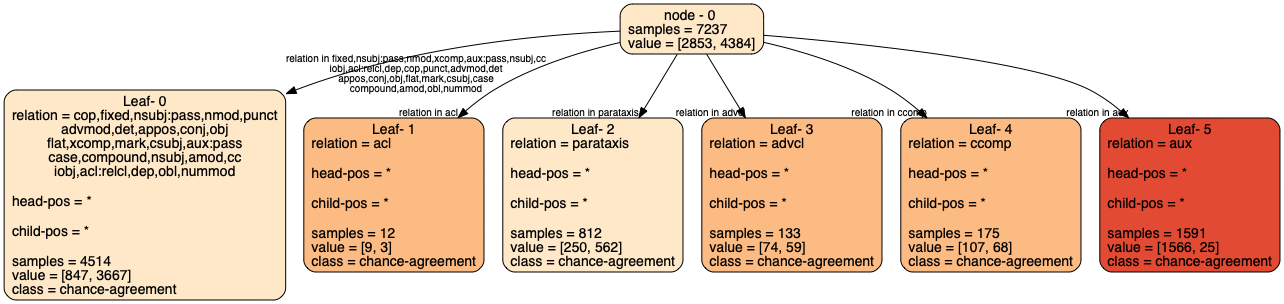 node - 0
samples = 7237
value = [2853, 4384]
relation in fixed,nsubj:pass,nmod,xcomp,aux:pass,nsubj,cc
iobj,acl:relcl,dep,cop,punct,advmod,det
appos,conj,obj,flat,mark,csubj,case
compound,amod,obl,nummod
relation in acl
relation in parataxis
relation in advcl
relation in ccomp
relation in aux
Leaf- 0
relation = cop,fixed,nsubj:pass,nmod,punct
advmod,det,appos,conj,obj
flat,xcomp,mark,csubj,aux:pass
case,compound,nsubj,amod,cc
iobj,acl:relcl,dep,obl,nummod
head-pos = *
child-pos = *
samples = 4514
value = [847, 3667]
class = chance-agreement
Leaf- 1
relation = acl
head-pos = *
child-pos = *
samples = 12
value = [9, 3]
class = chance-agreement
Leaf- 2
relation = parataxis
head-pos = *
child-pos = *
samples = 812
value = [250, 562]
class = chance-agreement
Leaf- 3
relation = advcl
head-pos = *
child-pos = *
samples = 133
value = [74, 59]
class = chance-agreement
Leaf- 4
relation = ccomp
head-pos = *
child-pos = *
samples = 175
value = [107, 68]
class = chance-agreement
Leaf- 5
relation = aux
head-pos = *
child-pos = *
samples = 1591
value = [1566, 25]
class = chance-agreement